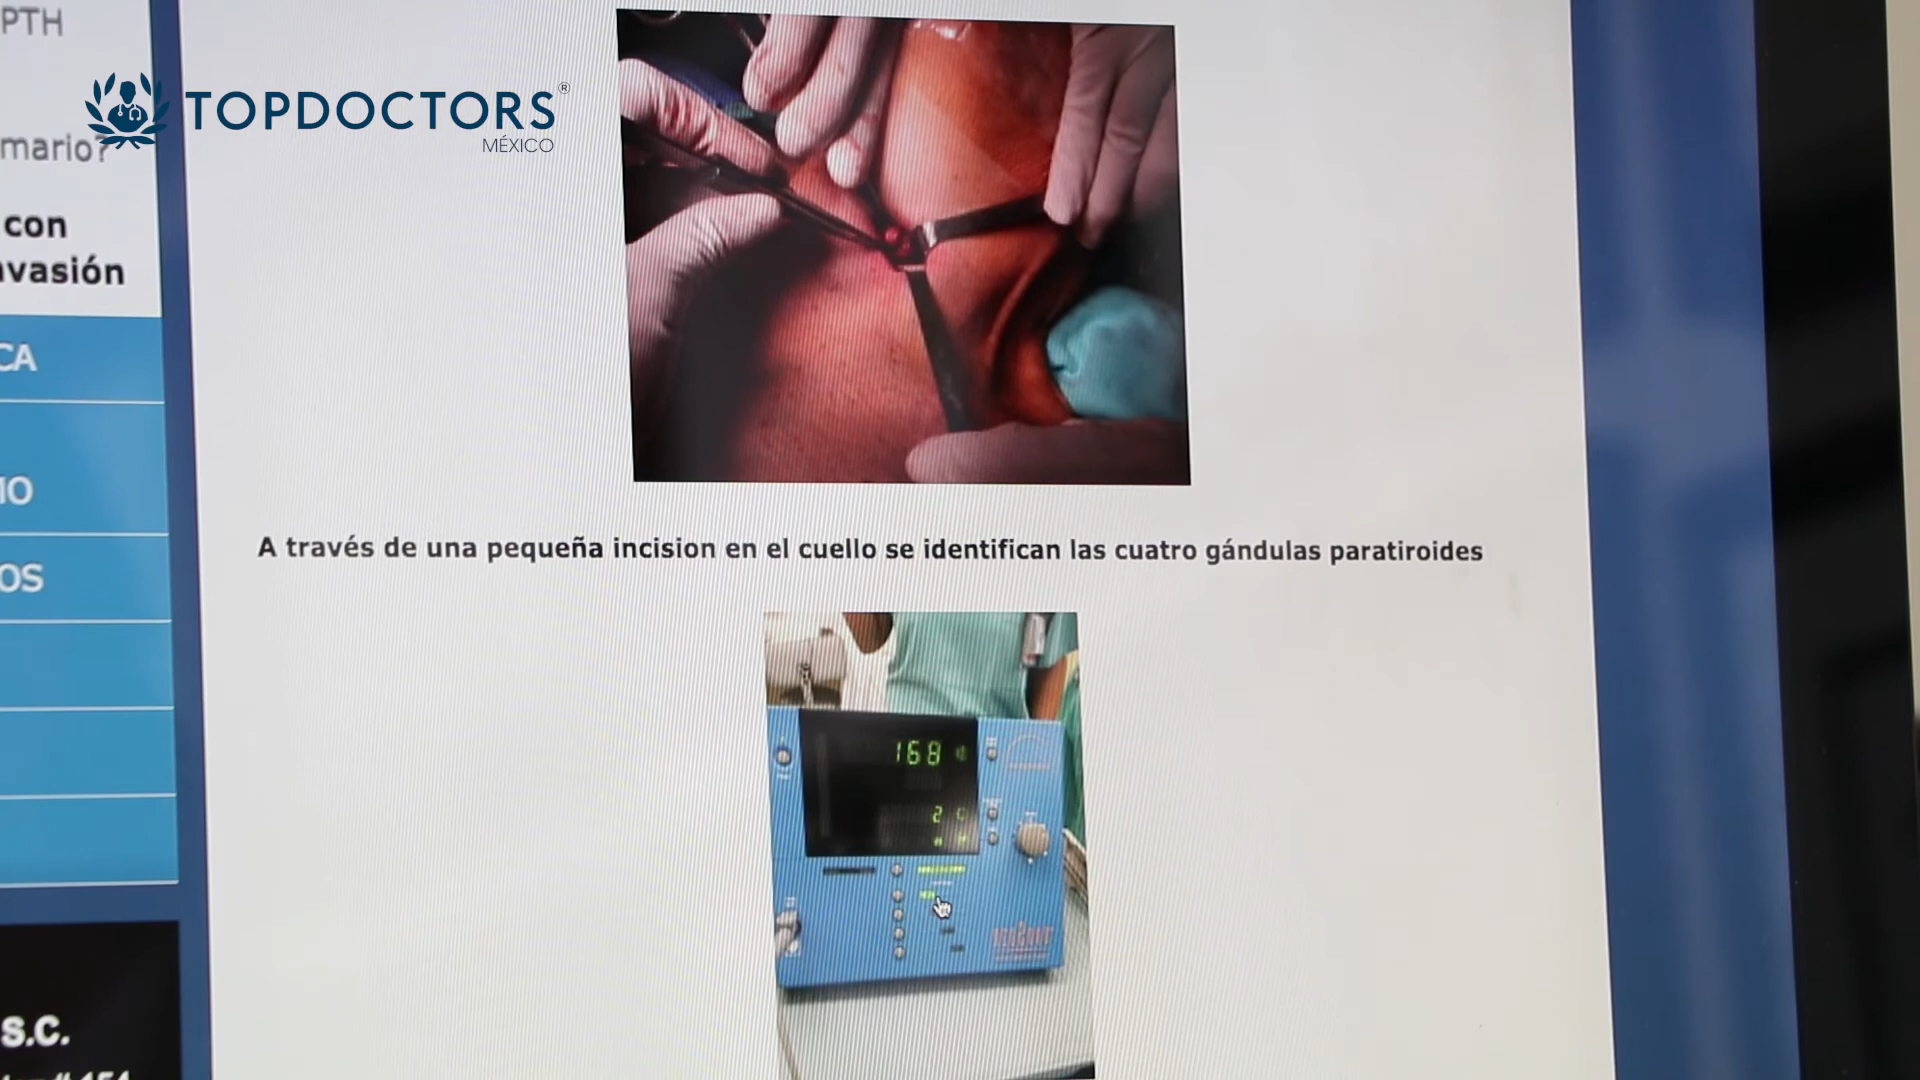 PTH
TOPDOCTORS®
MÉXICO
mario?
con
nvasión
CA
IO
OS
A través de una pequeña incision en el cuello se identifican las cuatro gándulas paratiroides
168
2
S.C.